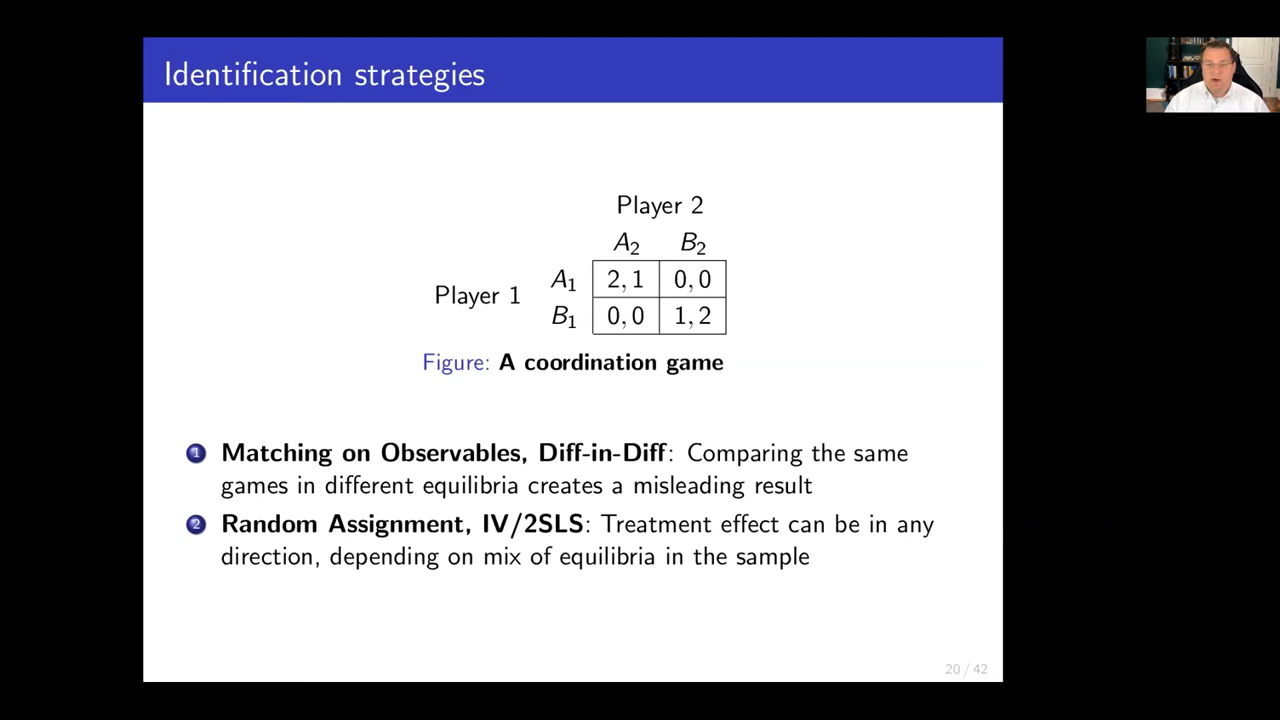 Identification strategies
Player 2
A₂ B₂
A₁ 2, 1 0, 0
Player 1
B₁ 0, 0 1, 2
Figure: A coordination game
1 Matching on Observables, Diff-in-Diff: Comparing the same
games in different equilibria creates a misleading result
2 Random Assignment, IV/2SLS: Treatment effect can be in any
direction, depending on mix of equilibria in the sample
20 / 42